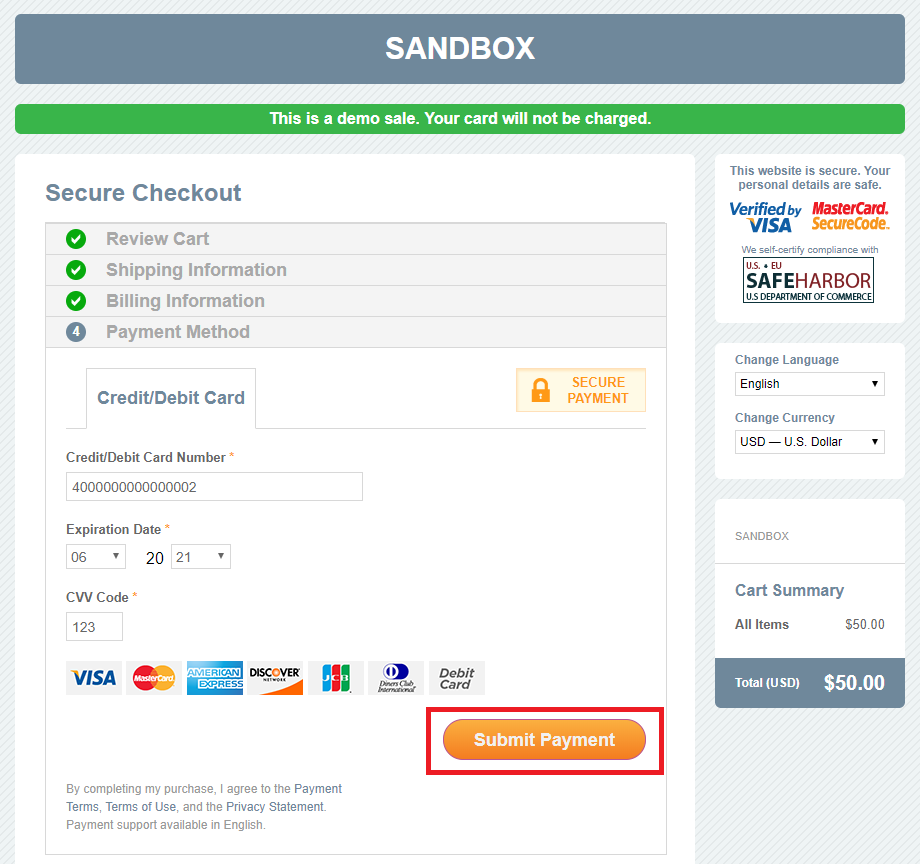 SANDBOX
This is a demo sale. Your card will not be charged.
Secure Checkout
Review Cart
Shipping Information
Billing Information
4 Payment Method
Credit/Debit Card
SECURE
PAYMENT
Credit/Debit Card Number *
4000000000000002
Expiration Date *
06 20 21
CVV Code *
123
VISA MasterCard AMERICAN EXPRESS DISCOVER NETWORK JCB Diners Club International Debit Card
Submit Payment
By completing my purchase, I agree to the Payment
Terms, Terms of Use, and the Privacy Statement.
Payment support available in English.
This website is secure. Your
personal details are safe.
Verified by MasterCard.
VISA SecureCode.
We self-certify compliance with
U.S. • EU
SAFEHARBOR
U.S DEPARTMENT OF COMMERCE
Change Language
English
Change Currency
USD — U.S. Dollar
SANDBOX
Cart Summary
All Items $50.00
Total (USD) $50.00